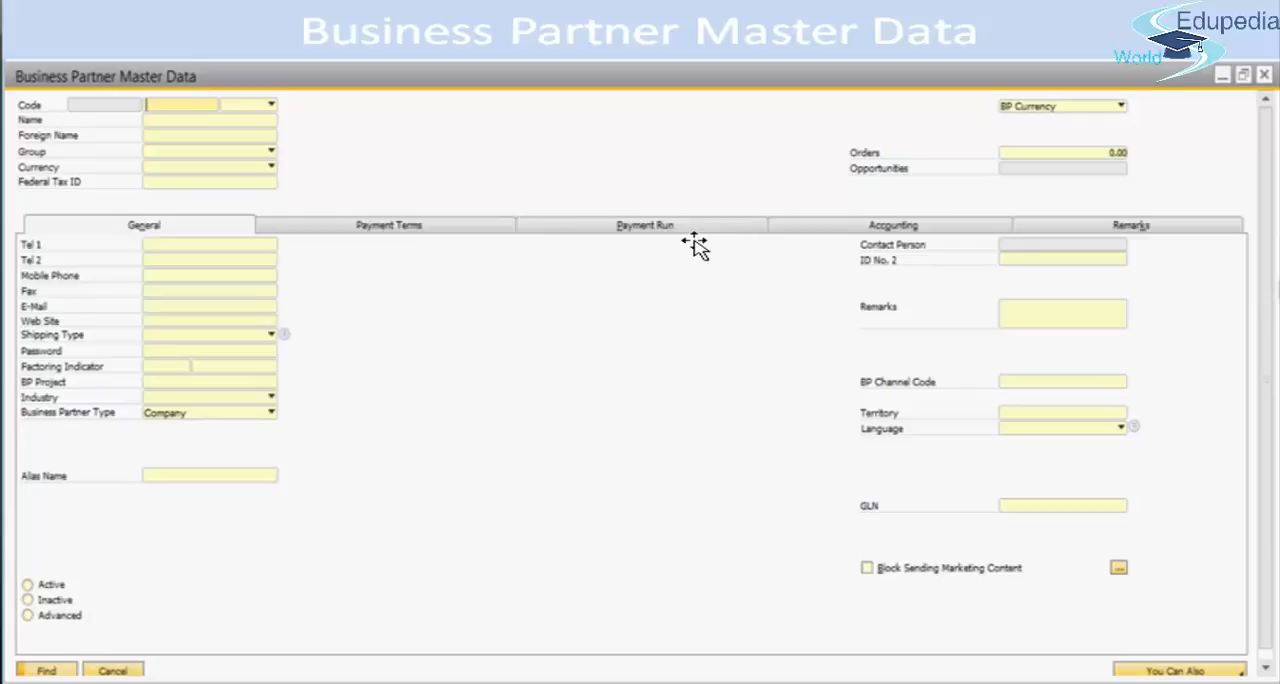 Business Partner Master Data
Edupedia
World
Business Partner Master Data
Code
BP Currency
Name
Foreign Name
Group
Orders 0.00
Currency
Opportunities
Federal Tax ID
General Payment Terms Payment Run Accounting Remarks
Tel 1
Contact Person
Tel 2
ID No. 2
Mobile Phone
Fax
E-Mail
Remarks
Web Site
Shipping Type
Password
Factoring Indicator
BP Project
BP Channel Code
Industry
Business Partner Type Company
Territory
Language
Alias Name
GLN
Block Sending Marketing Content ...
Active
Inactive
Advanced
Find Cancel You Can Also